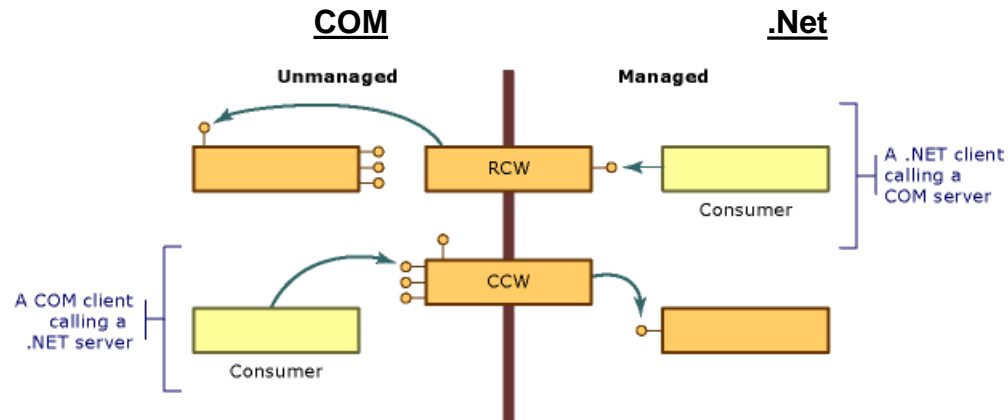 COM
.Net
Unmanaged
Managed
RCW
Consumer
A .NET client
calling a
COM server
CCW
A COM client
calling a
.NET server
Consumer